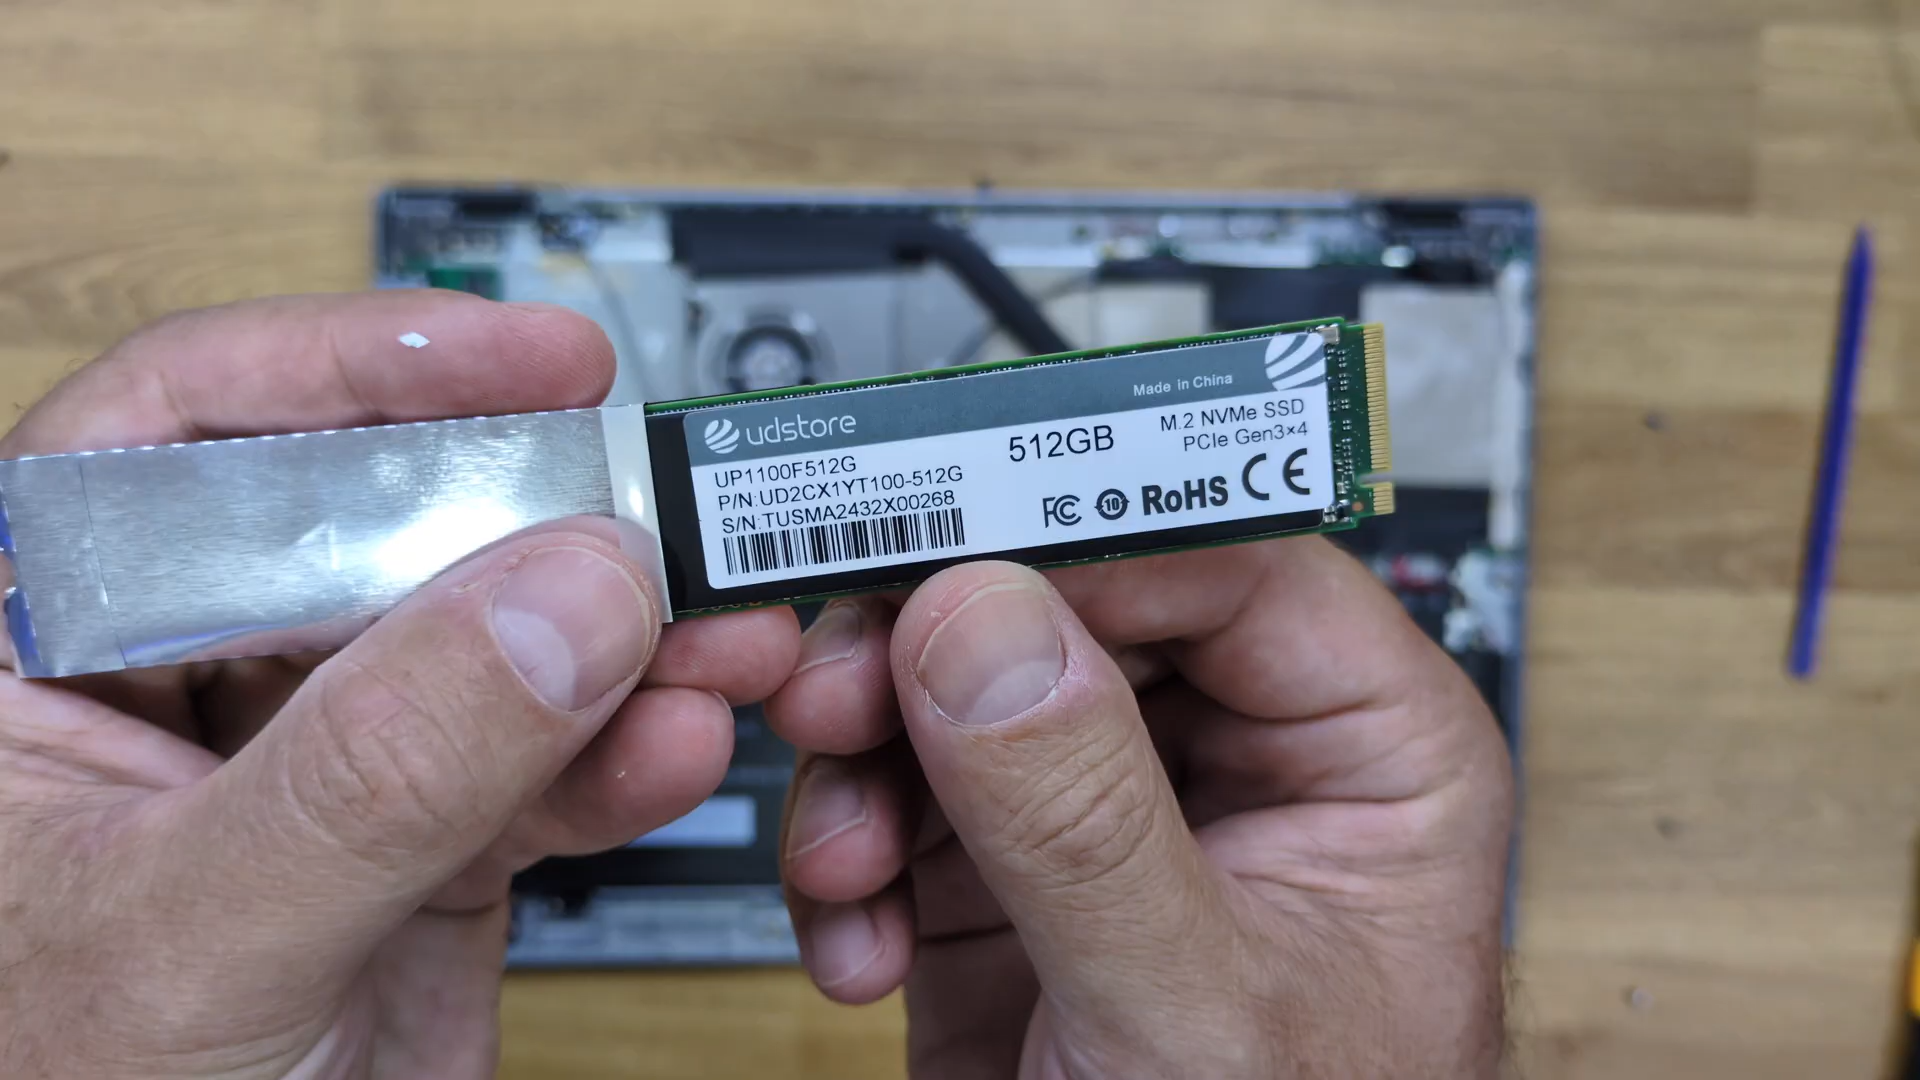 udstore
Made in China
UP1100F512G
P/N:UD2CX1YT100-512G
S/N:TUSMA2432X00268
512GB
M.2 NVMe SSD
PCIe Gen3×4
FC
10
RoHS
CE